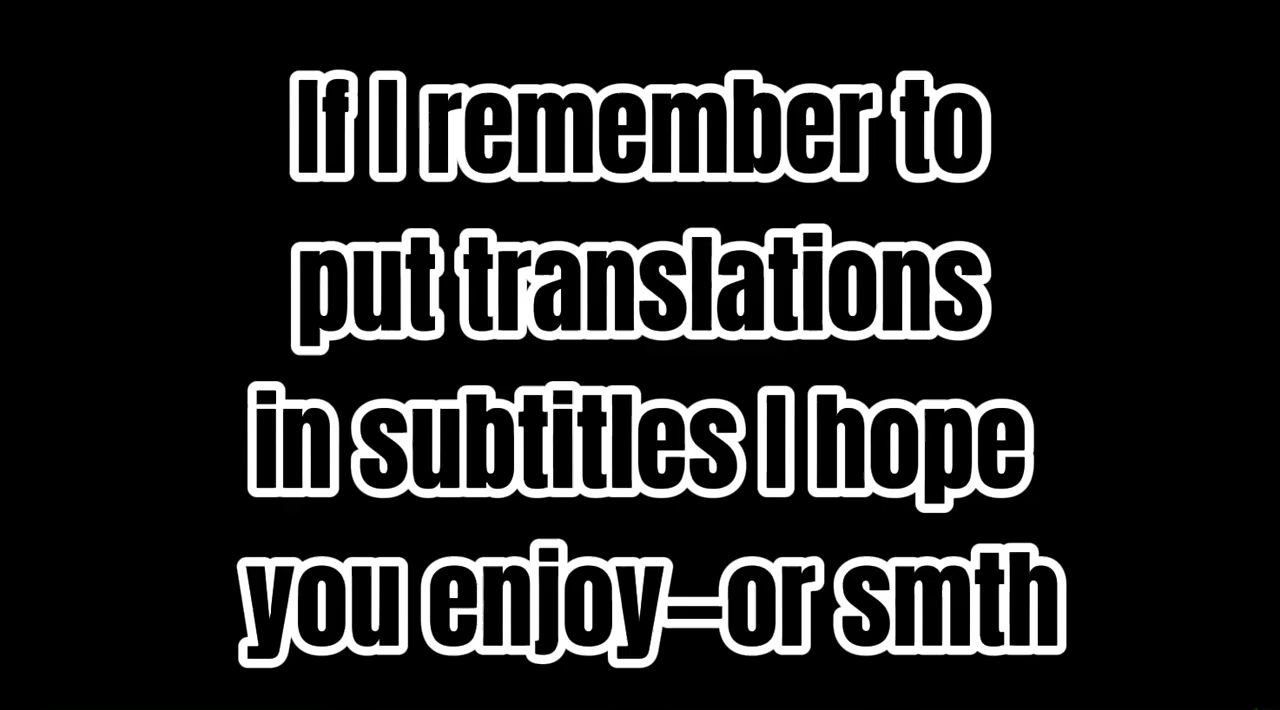 If I remember to
put translations
in subtitles I hope
you enjoy—or smth